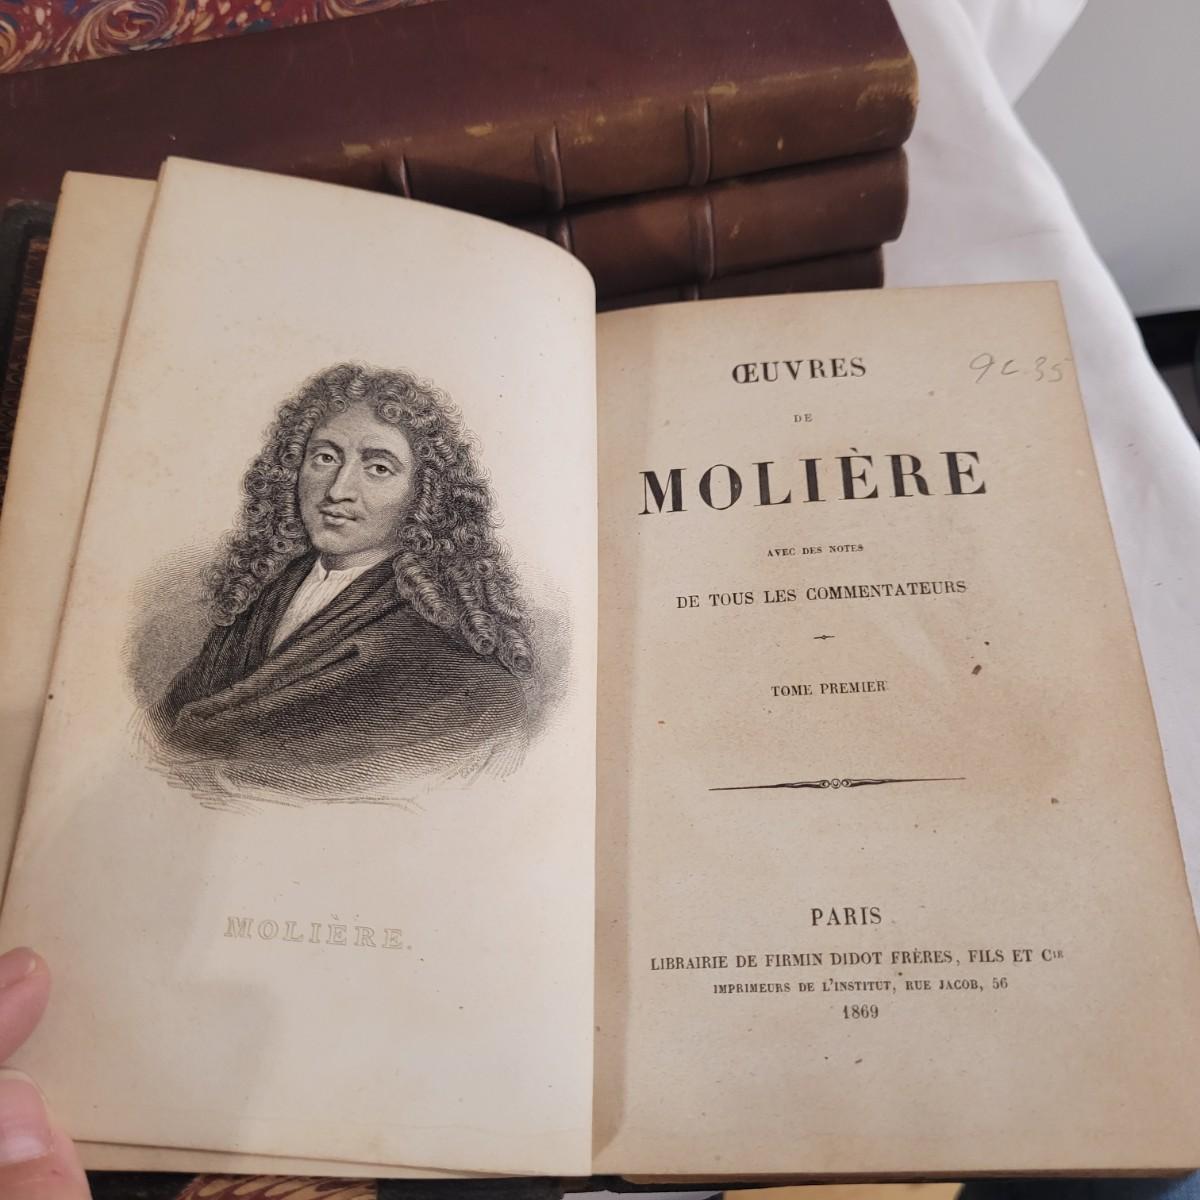 MOLIÈRE.
ŒUVRES
DE
MOLIÈRE
AVEC DES NOTES
DE TOUS LES COMMENTATEURS
TOME PREMIER
PARIS
LIBRAIRIE DE FIRMIN DIDOT FRÈRES, FILS ET Cie
IMPRIMEURS DE L'INSTITUT, RUE JACOB, 56
1869